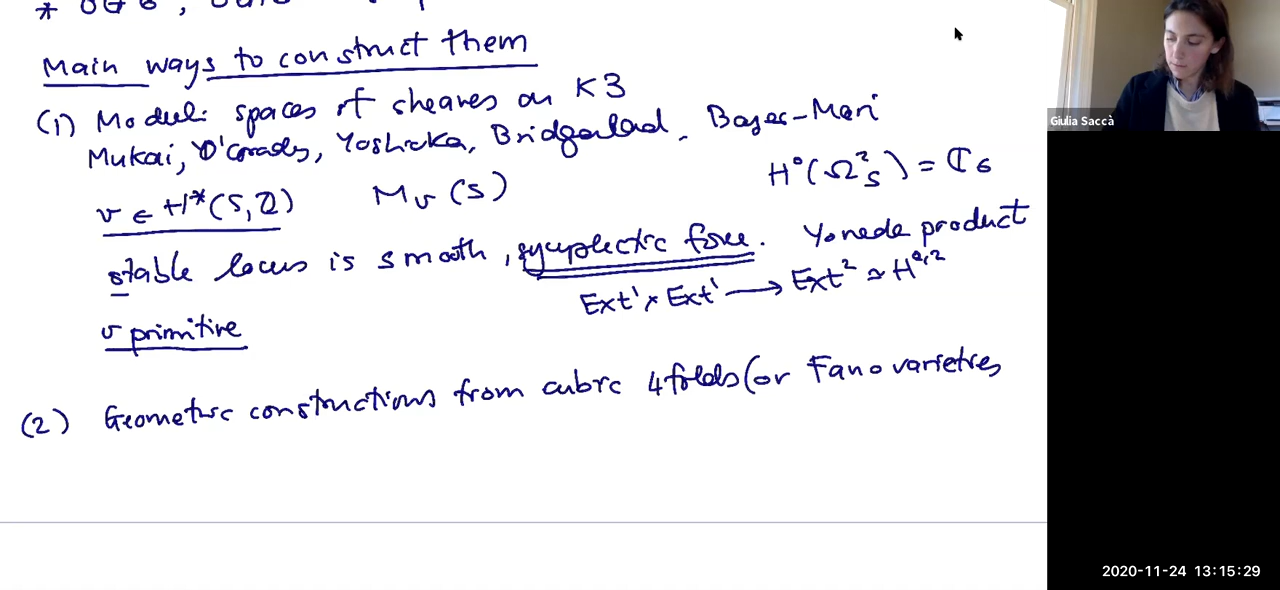 * OG6,
Main ways to construct them
(1) Moduli spaces of sheaves on K3
Mukai, O'Grady, Yoshioka, Bridgeland, Bayer-Macrì
v ∈ H*(S, Z) M_v(S) H⁰(Ω²_S) = ℂσ
stable locus is smooth, symplectic form. Yoneda product
Ext¹ × Ext¹ ⟶ Ext² ≃ H^{0,2}
v primitive
(2) Geometric constructions from cubic 4folds (or Fano varieties
Giulia Saccà
2020-11-24 13:15:29